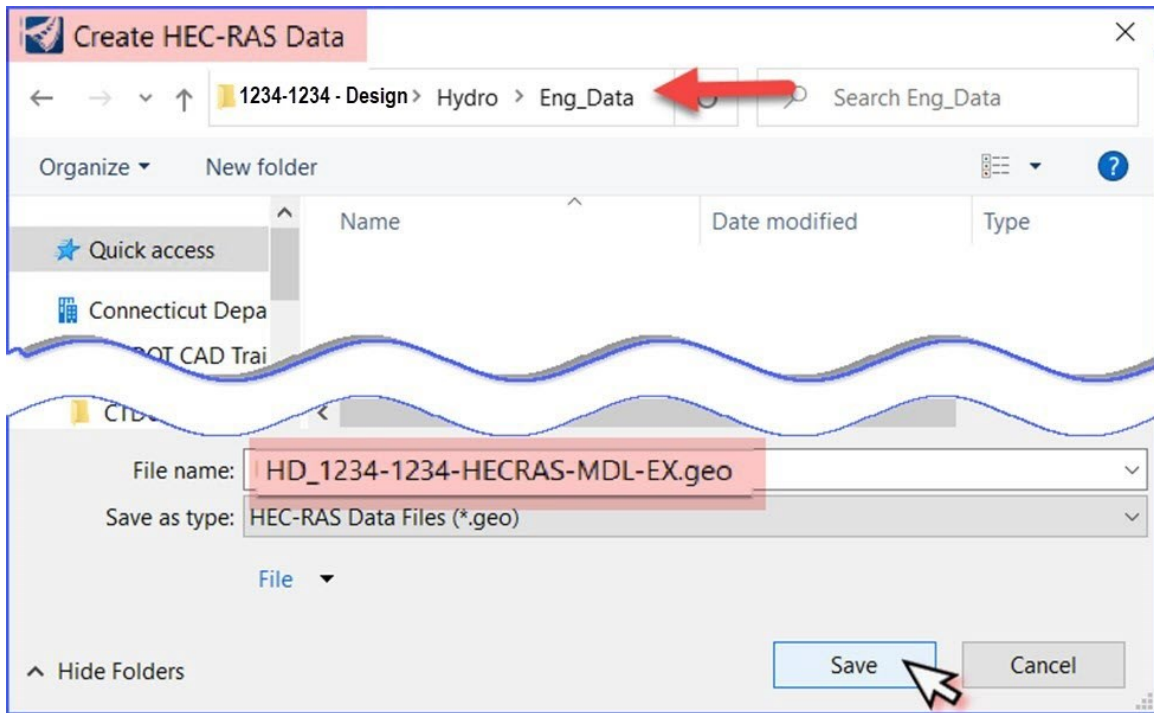 Create HEC-RAS Data
1234-1234 - Design > Hydro > Eng_Data
Search Eng_Data
Organize
New folder
?
Name
Date modified
Type
Quick access
Connecticut Depa
CAD Trai
File name: HD_1234-1234-HECRAS-MDL-EX.geo
Save as type: HEC-RAS Data Files (*.geo)
File
Hide Folders
Save
Cancel